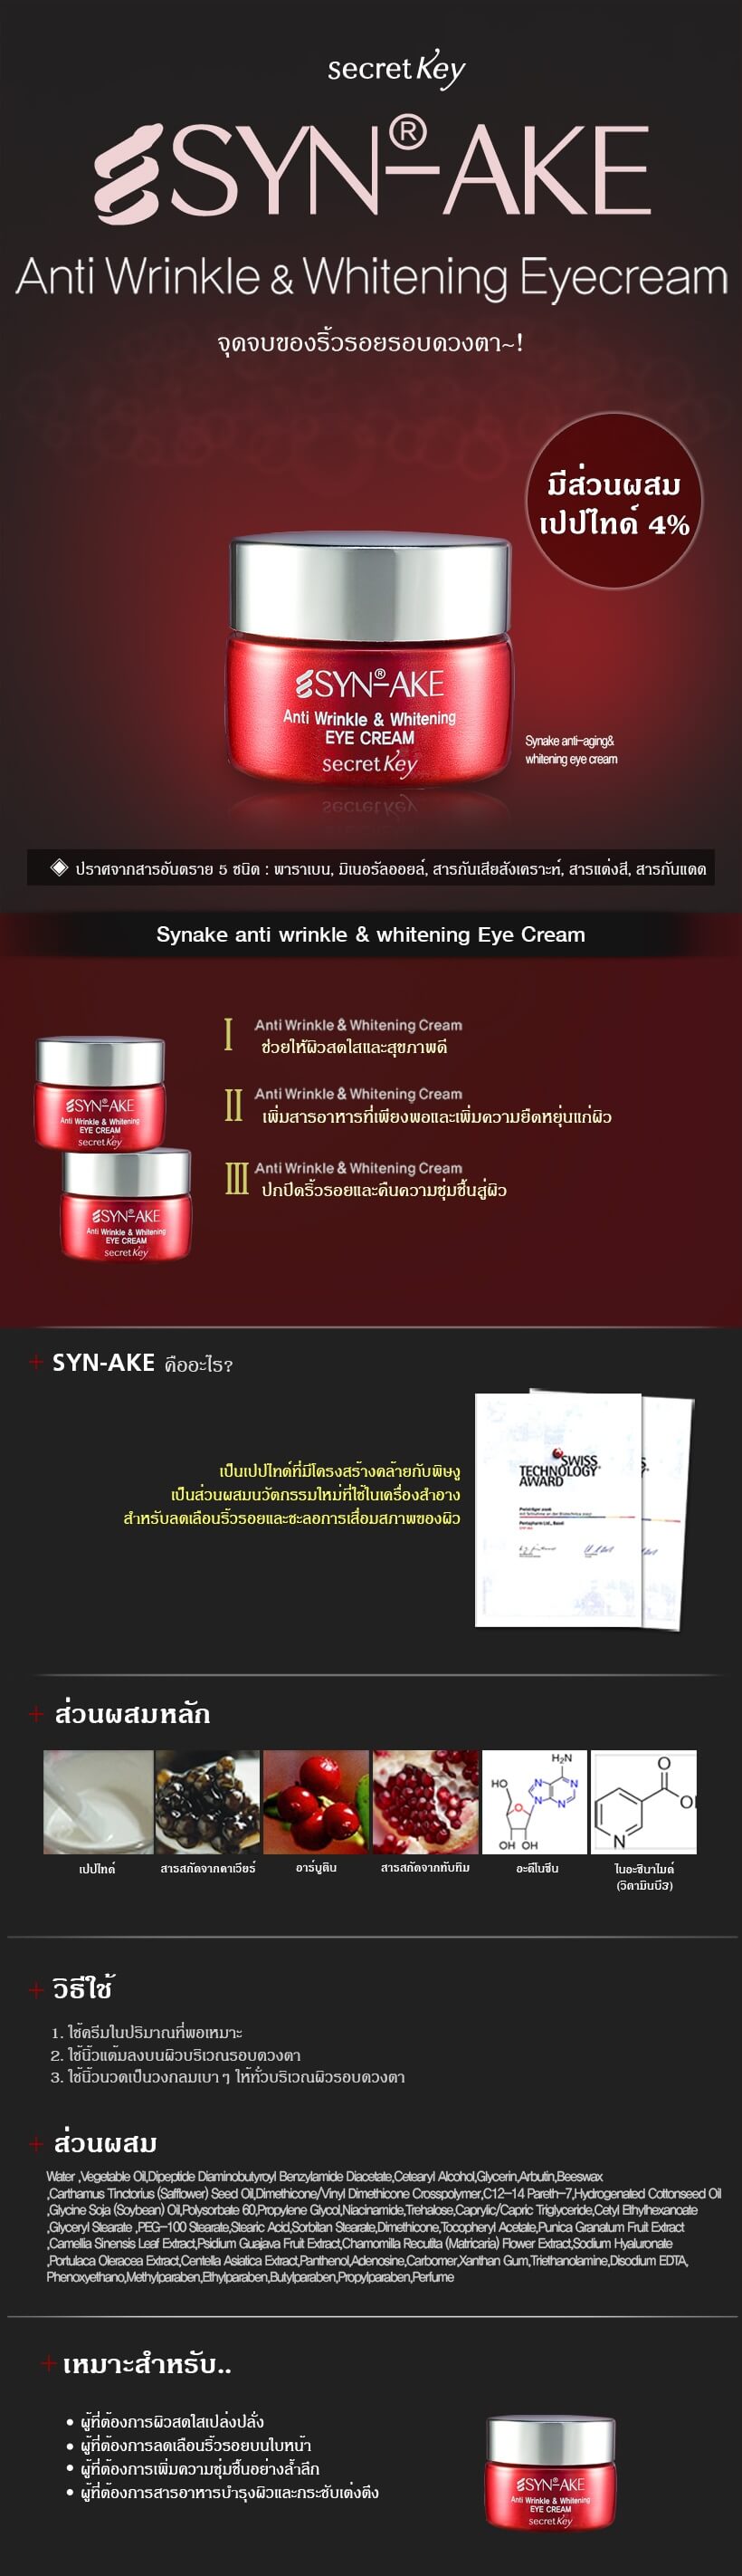 secret Key
SYN®-AKE
Anti Wrinkle & Whitening Eyecream
จุดจบของริ้วรอยรอบดวงตา~!
มีส่วนผสม
เปปไทด์ 4%
SYN®-AKE
Anti Wrinkle & Whitening
EYE CREAM
secret Key
Synake anti-aging&
whitening eye cream
◈ ปราศจากสารอันตราย 5 ชนิด : พาราเบน, มิเนอรัลออยล์, สารกันเสียสังเคราะห์, สารแต่งสี, สารกันแดด
Synake anti wrinkle & whitening Eye Cream
I Anti Wrinkle & Whitening Cream
ช่วยให้ผิวสดใสและสุขภาพดี
II Anti Wrinkle & Whitening Cream
เพิ่มสารอาหารที่เพียงพอและเพิ่มความยืดหยุ่นแก่ผิว
III Anti Wrinkle & Whitening Cream
ปกปิดริ้วรอยและคืนความชุ่มชื้นสู่ผิว
SYN®-AKE
Anti Wrinkle & Whitening
EYE CREAM
secret Key
SYN®-AKE
Anti Wrinkle & Whitening
EYE CREAM
secret Key
+ SYN-AKE คืออะไร?
เป็นเปปไทด์ที่มีโครงสร้างคล้ายกับพิษงู
เป็นส่วนผสมนวัตกรรมใหม่ที่ใช้ในเครื่องสำอาง
สำหรับลดเลือนริ้วรอยและชะลอการเสื่อมสภาพของผิว
SWISS
TECHNOLOGY
AWARD
+ ส่วนผสมหลัก
HO
OH OH
H₂N
N
N
N
N
O
O
N
เปปไทด์
สารสกัดจากคาเวียร์
อาร์บูติน
สารสกัดจากทับทิม
อะดีโนซีน
ไนอะซินาไมด์
(วิตามินบี3)
+ วิธีใช้
1. ใช้ครีมในปริมาณที่พอเหมาะ
2. ใช้นิ้วแต้มลงบนผิวบริเวณรอบดวงตา
3. ใช้นิ้วนวดเป็นวงกลมเบา ๆ ให้ทั่วบริเวณผิวรอบดวงตา
+ ส่วนผสม
Water ,Vegetable Oil,Dipeptide Diaminobutyroyl Benzylamide Diacetate,Cetearyl Alcohol,Glycerin,Arbutin,Beeswax
,Carthamus Tinctorius (Safflower) Seed Oil,Dimethicone/Vinyl Dimethicone Crosspolymer,C12-14 Pareth-7,Hydrogenated Cottonseed Oil
,Glycine Soja (Soybean) Oil,Polysorbate 60,Propylene Glycol,Niacinamide,Trehalose,Caprylic/Capric Triglyceride,Cetyl Ethylhexanoate
,Glyceryl Stearate ,PEG-100 Stearate,Stearic Acid,Sorbitan Stearate,Dimethicone,Tocopheryl Acetate,Punica Granatum Fruit Extract
,Camellia Sinensis Leaf Extract,Psidium Guajava Fruit Extract,Chamomilla Recutita (Matricaria) Flower Extract,Sodium Hyaluronate
,Portulaca Oleracea Extract,Centella Asiatica Extract,Panthenol,Adenosine,Carbomer,Xanthan Gum,Triethanolamine,Disodium EDTA,
Phenoxyethano,Methylparaben,Ethylparaben,Butylparaben,Propylparaben,Perfume
+ เหมาะสำหรับ..
• ผู้ที่ต้องการผิวสดใสเปล่งปลั่ง
• ผู้ที่ต้องการลดเลือนริ้วรอยบนใบหน้า
• ผู้ที่ต้องการเพิ่มความชุ่มชื้นอย่างล้ำลึก
• ผู้ที่ต้องการสารอาหารบำรุงผิวและกระชับเต่งตึง
SYN®-AKE
Anti Wrinkle & Whitening
EYE CREAM
secret Key